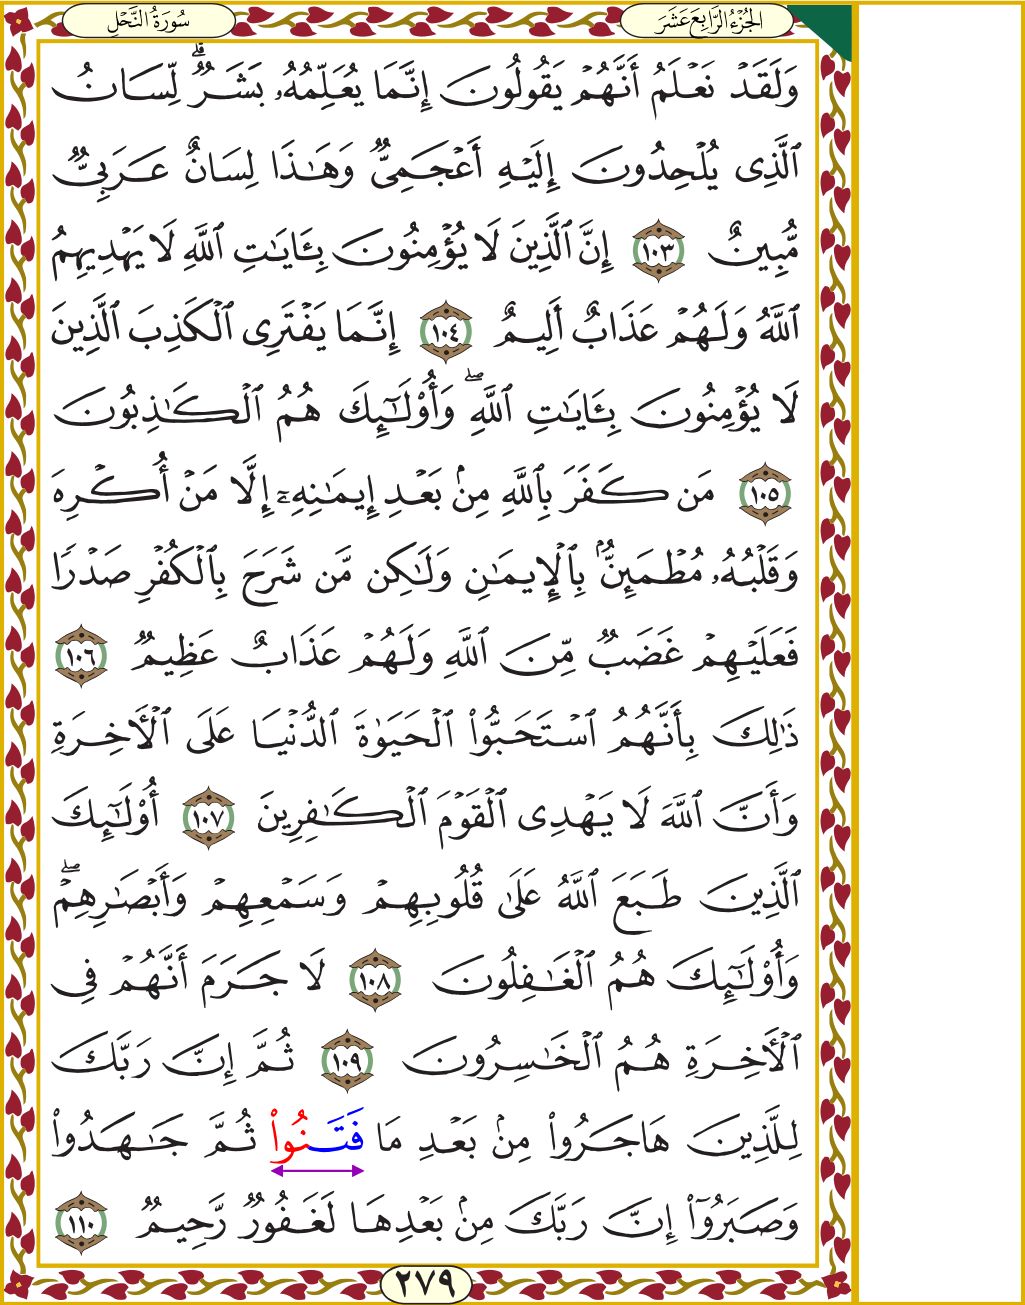 الجُزْءُ الرَّابِعَ عَشَرَ
سُورَةُ النَّحْلِ
وَلَقَدْ نَعْلَمُ أَنَّهُمْ يَقُولُونَ إِنَّمَا يُعَلِّمُهُۥ بَشَرٌۗ لِّسَانُ
ٱلَّذِى يُلْحِدُونَ إِلَيْهِ أَعْجَمِىٌّ وَهَـٰذَا لِسَانٌ عَرَبِىٌّ
مُّبِينٌ ١٠٣ إِنَّ ٱلَّذِينَ لَا يُؤْمِنُونَ بِـَٔايَـٰتِ ٱللَّهِ لَا يَهْدِيهِمُ
ٱللَّهُ وَلَهُمْ عَذَابٌ أَلِيمٌ ١٠٤ إِنَّمَا يَفْتَرِى ٱلْكَذِبَ ٱلَّذِينَ
لَا يُؤْمِنُونَ بِـَٔايَـٰتِ ٱللَّهِۖ وَأُو۟لَـٰٓئِكَ هُمُ ٱلْكَـٰذِبُونَ
١٠٥ مَن كَفَرَ بِٱللَّهِ مِنۢ بَعْدِ إِيمَـٰنِهِۦٓ إِلَّا مَنْ أُكْرِهَ
وَقَلْبُهُۥ مُطْمَئِنٌّۢ بِٱلْإِيمَـٰنِ وَلَـٰكِن مَّن شَرَحَ بِٱلْكُفْرِ صَدْرًا
فَعَلَيْهِمْ غَضَبٌ مِّنَ ٱللَّهِ وَلَهُمْ عَذَابٌ عَظِيمٌ ١٠٦
ذَٰلِكَ بِأَنَّهُمُ ٱسْتَحَبُّوا۟ ٱلْحَيَوٰةَ ٱلدُّنْيَا عَلَى ٱلْـَٔاخِرَةِ
وَأَنَّ ٱللَّهَ لَا يَهْدِى ٱلْقَوْمَ ٱلْكَـٰفِرِينَ ١٠٧ أُو۟لَـٰٓئِكَ
ٱلَّذِينَ طَبَعَ ٱللَّهُ عَلَىٰ قُلُوبِهِمْ وَسَمْعِهِمْ وَأَبْصَـٰرِهِمْۖ
وَأُو۟لَـٰٓئِكَ هُمُ ٱلْغَـٰفِلُونَ ١٠٨ لَا جَرَمَ أَنَّهُمْ فِى
ٱلْـَٔاخِرَةِ هُمُ ٱلْخَـٰسِرُونَ ١٠٩ ثُمَّ إِنَّ رَبَّكَ
لِلَّذِينَ هَاجَرُوا۟ مِنۢ بَعْدِ مَا فَتَنُوا۟ ثُمَّ جَـٰهَدُوا۟
وَصَبَرُوٓا۟ إِنَّ رَبَّكَ مِنۢ بَعْدِهَا لَغَفُورٌ رَّحِيمٌ ١١٠
٢٧٩